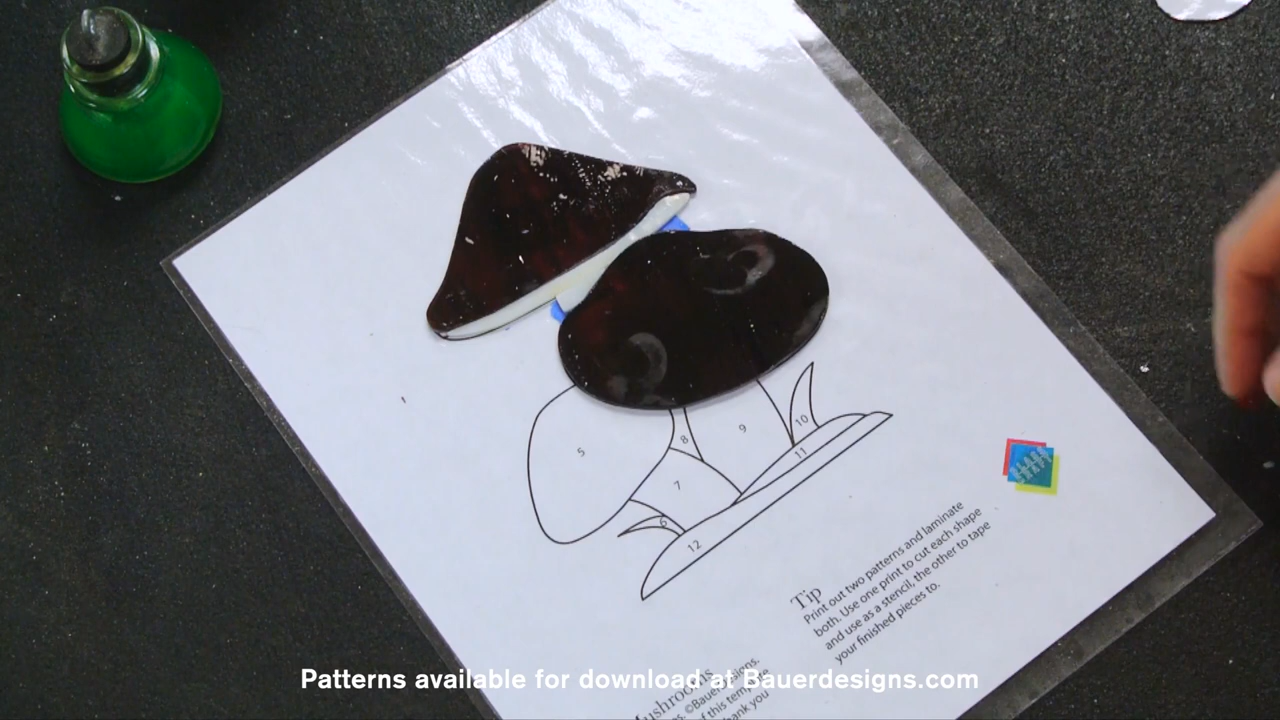 5
8
9
10
11
7
6
12
GLASS
CRAFT
Tip
Print out two patterns and laminate
both. Use one print to cut each shape
and use as a stencil, the other to tape
your finished pieces to.
Patterns available for download at Bauerdesigns.com